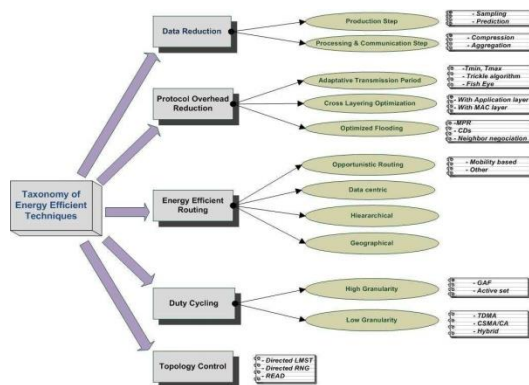 Taxonomy of
Energy Efficient
Techniques
Data Reduction
Production Step
- Sampling
- Prediction
Processing & Communication Step
- Compression
- Aggregation
Protocol Overhead
Reduction
Adaptative Transmission Period
-Tmin, Tmax
- Trickle algorithm
- Fish Eye
Cross Layering Optimization
- With Application layer
- With MAC layer
Optimized Flooding
-MPR
- CDs
- Neighbor negociation
Energy Efficient
Routing
Opportunistic Routing
- Mobility based
- Other
Data centric
Hieararchical
Geographical
Duty Cycling
High Granularity
- GAF
- Active set
Low Granularity
- TDMA
- CSMA/CA
- Hybrid
Topology Control
- Directed LMST
- Directed RNG
- READ